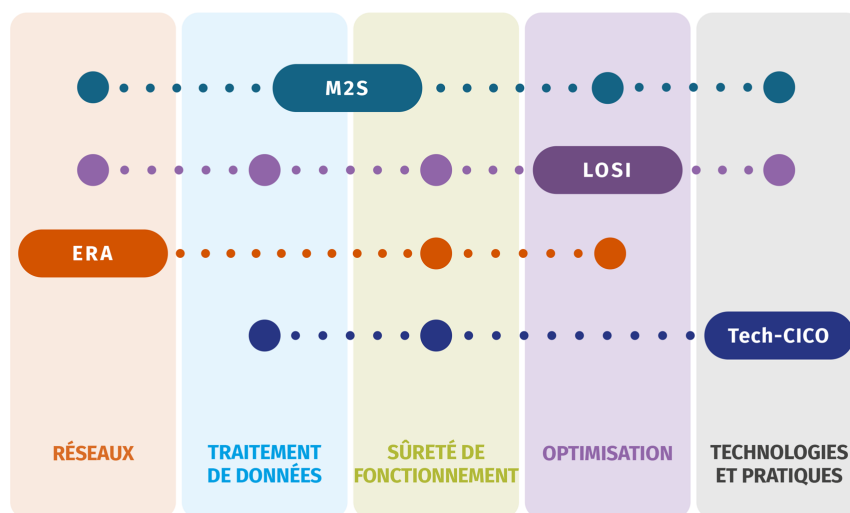 M2S
LOSI
ERA
Tech-CICO
RÉSEAUX
TRAITEMENT
DE DONNÉES
SÛRETÉ DE
FONCTIONNEMENT
OPTIMISATION
TECHNOLOGIES
ET PRATIQUES